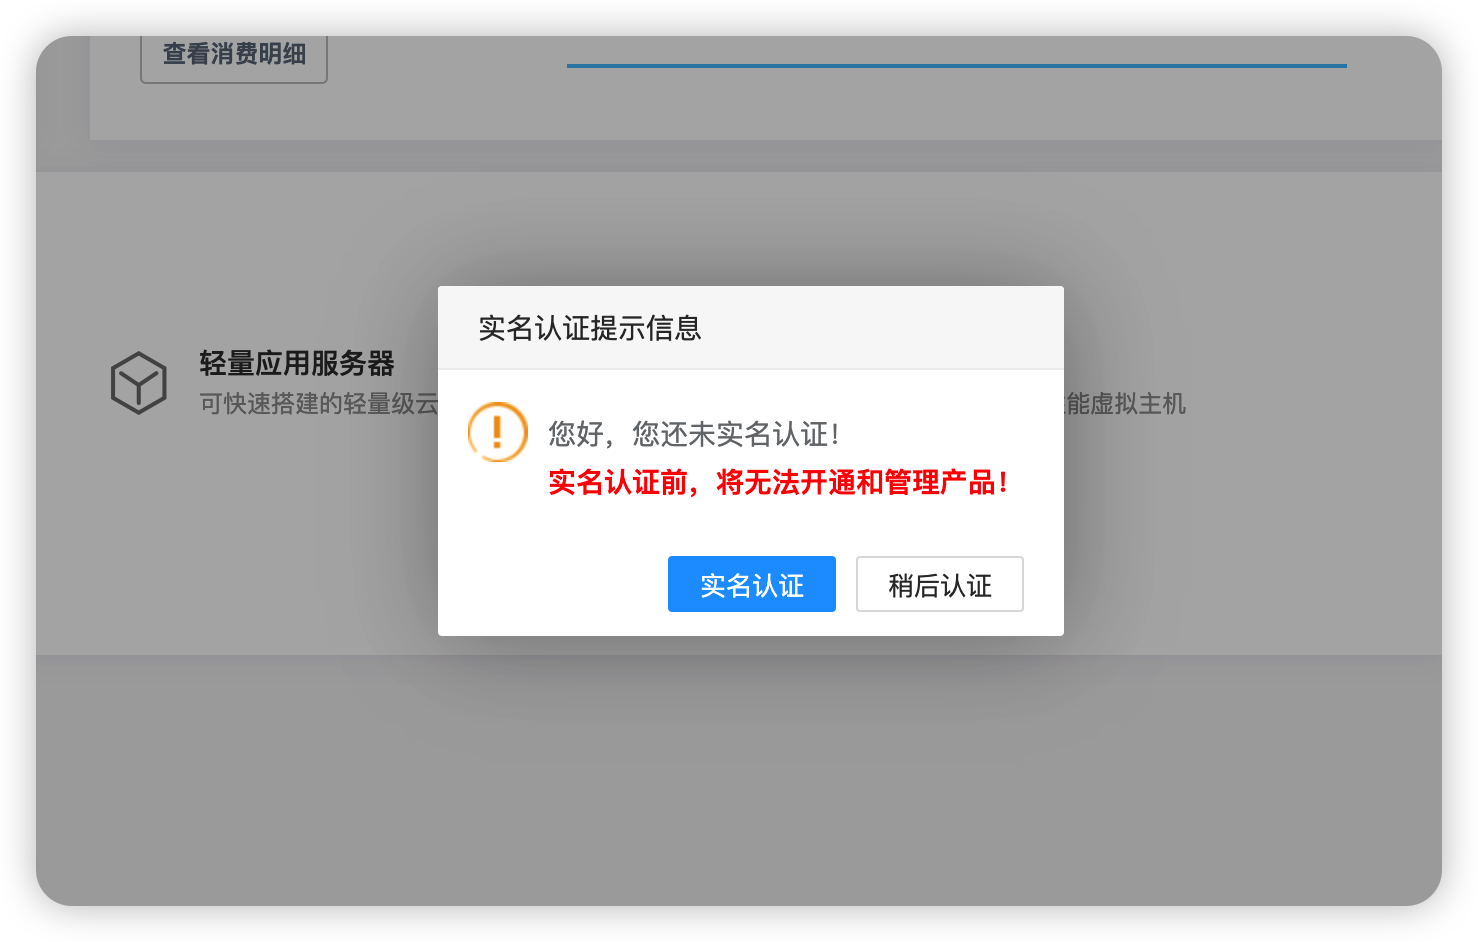 查看消费明细
实名认证提示信息
轻量应用服务器
可快速搭建的轻量级云
能虚拟主机
您好，您还未实名认证！
实名认证前，将无法开通和管理产品！
实名认证
稍后认证